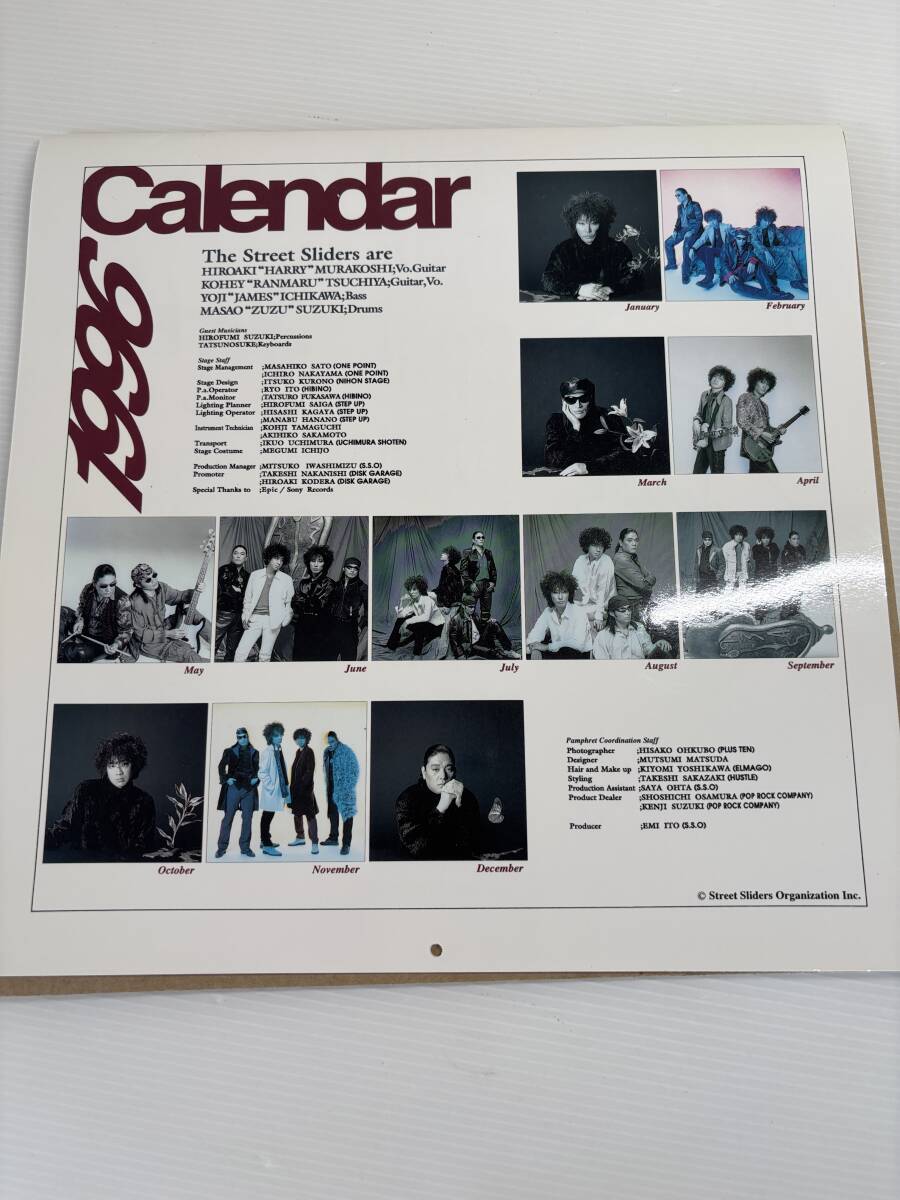 Calendar
1996
The Street Sliders are
HIROAKI“HARRY”MURAKOSHI;Vo.Guitar
KOHEY “RANMARU” TSUCHIYA;Guitar,Vo.
YOJI “JAMES” ICHIKAWA;Bass
MASAO “ZUZU” SUZUKI;Drums
Guest Musicians
HIROFUMI SUZUKI;Percussions
TATSUNOSUKE;Keyboards
Stage Staff
Stage Management ;MASAHIKO SATO (ONE POINT)
;ICHIRO NAKAYAMA (ONE POINT)
Stage Design ;ITSUKO KURONO (NIHON STAGE)
P.a.Operator ;RYO ITO (HIBINO)
P.a.Monitor ;TATSURO FUKASAWA (HIBINO)
Lighting Planner ;HIROFUMI SAIGA (STEP UP)
Lighting Operator ;HISASHI KAGAYA (STEP UP)
;MANABU HANANO (STEP UP)
Instrument Technician ;KOHJI YAMAGUCHI
;AKIHIKO SAKAMOTO
Transport ;IKUO UCHIMURA (UCHIMURA SHOTEN)
Stage Costume ;MEGUMI ICHIJO
Production Manager ;MITSUKO IWASHIMIZU (S.S.O)
Promoter ;TAKESHI NAKANISHI (DISK GARAGE)
;HIROAKI KODERA (DISK GARAGE)
Special Thanks to ;Epic / Sony Records
January
February
March
April
May
June
July
August
September
October
November
December
Pamphret Coordination Staff
Photographer ;HISAKO OHKUBO (PLUS TEN)
Designer ;MUTSUMI MATSUDA
Hair and Make up ;KIYOMI YOSHIKAWA (ELMAGO)
Styling ;TAKESHI SAKAZAKI (HUSTLE)
Production Assistant ;SAYA OHTA (S.S.O)
Product Dealer ;SHOSHICHI OSAMURA (POP ROCK COMPANY)
;KENJI SUZUKI (POP ROCK COMPANY)
Producer ;EMI ITO (S.S.O)
© Street Sliders Organization Inc.